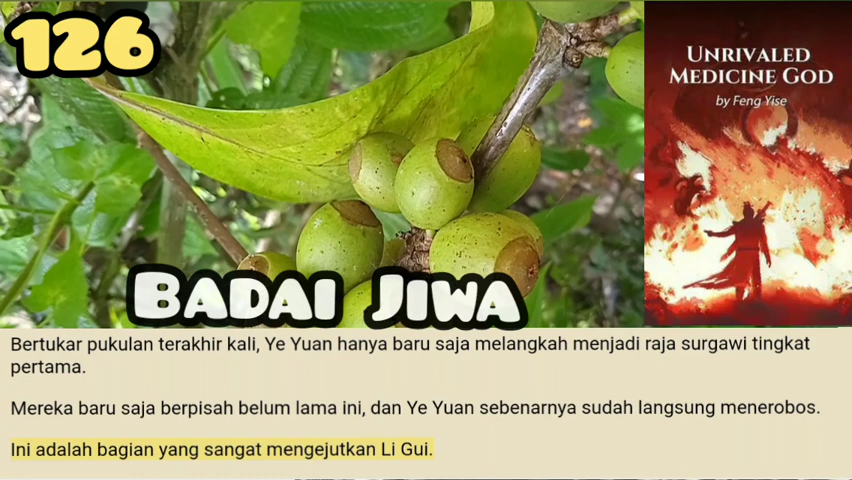 126
UNRIVALED
MEDICINE GOD
by Feng Yise
BADAI JIWA
Bertukar pukulan terakhir kali, Ye Yuan hanya baru saja melangkah menjadi raja surgawi tingkat
pertama.
Mereka baru saja berpisah belum lama ini, dan Ye Yuan sebenarnya sudah langsung menerobos.
Ini adalah bagian yang sangat mengejutkan Li Gui.